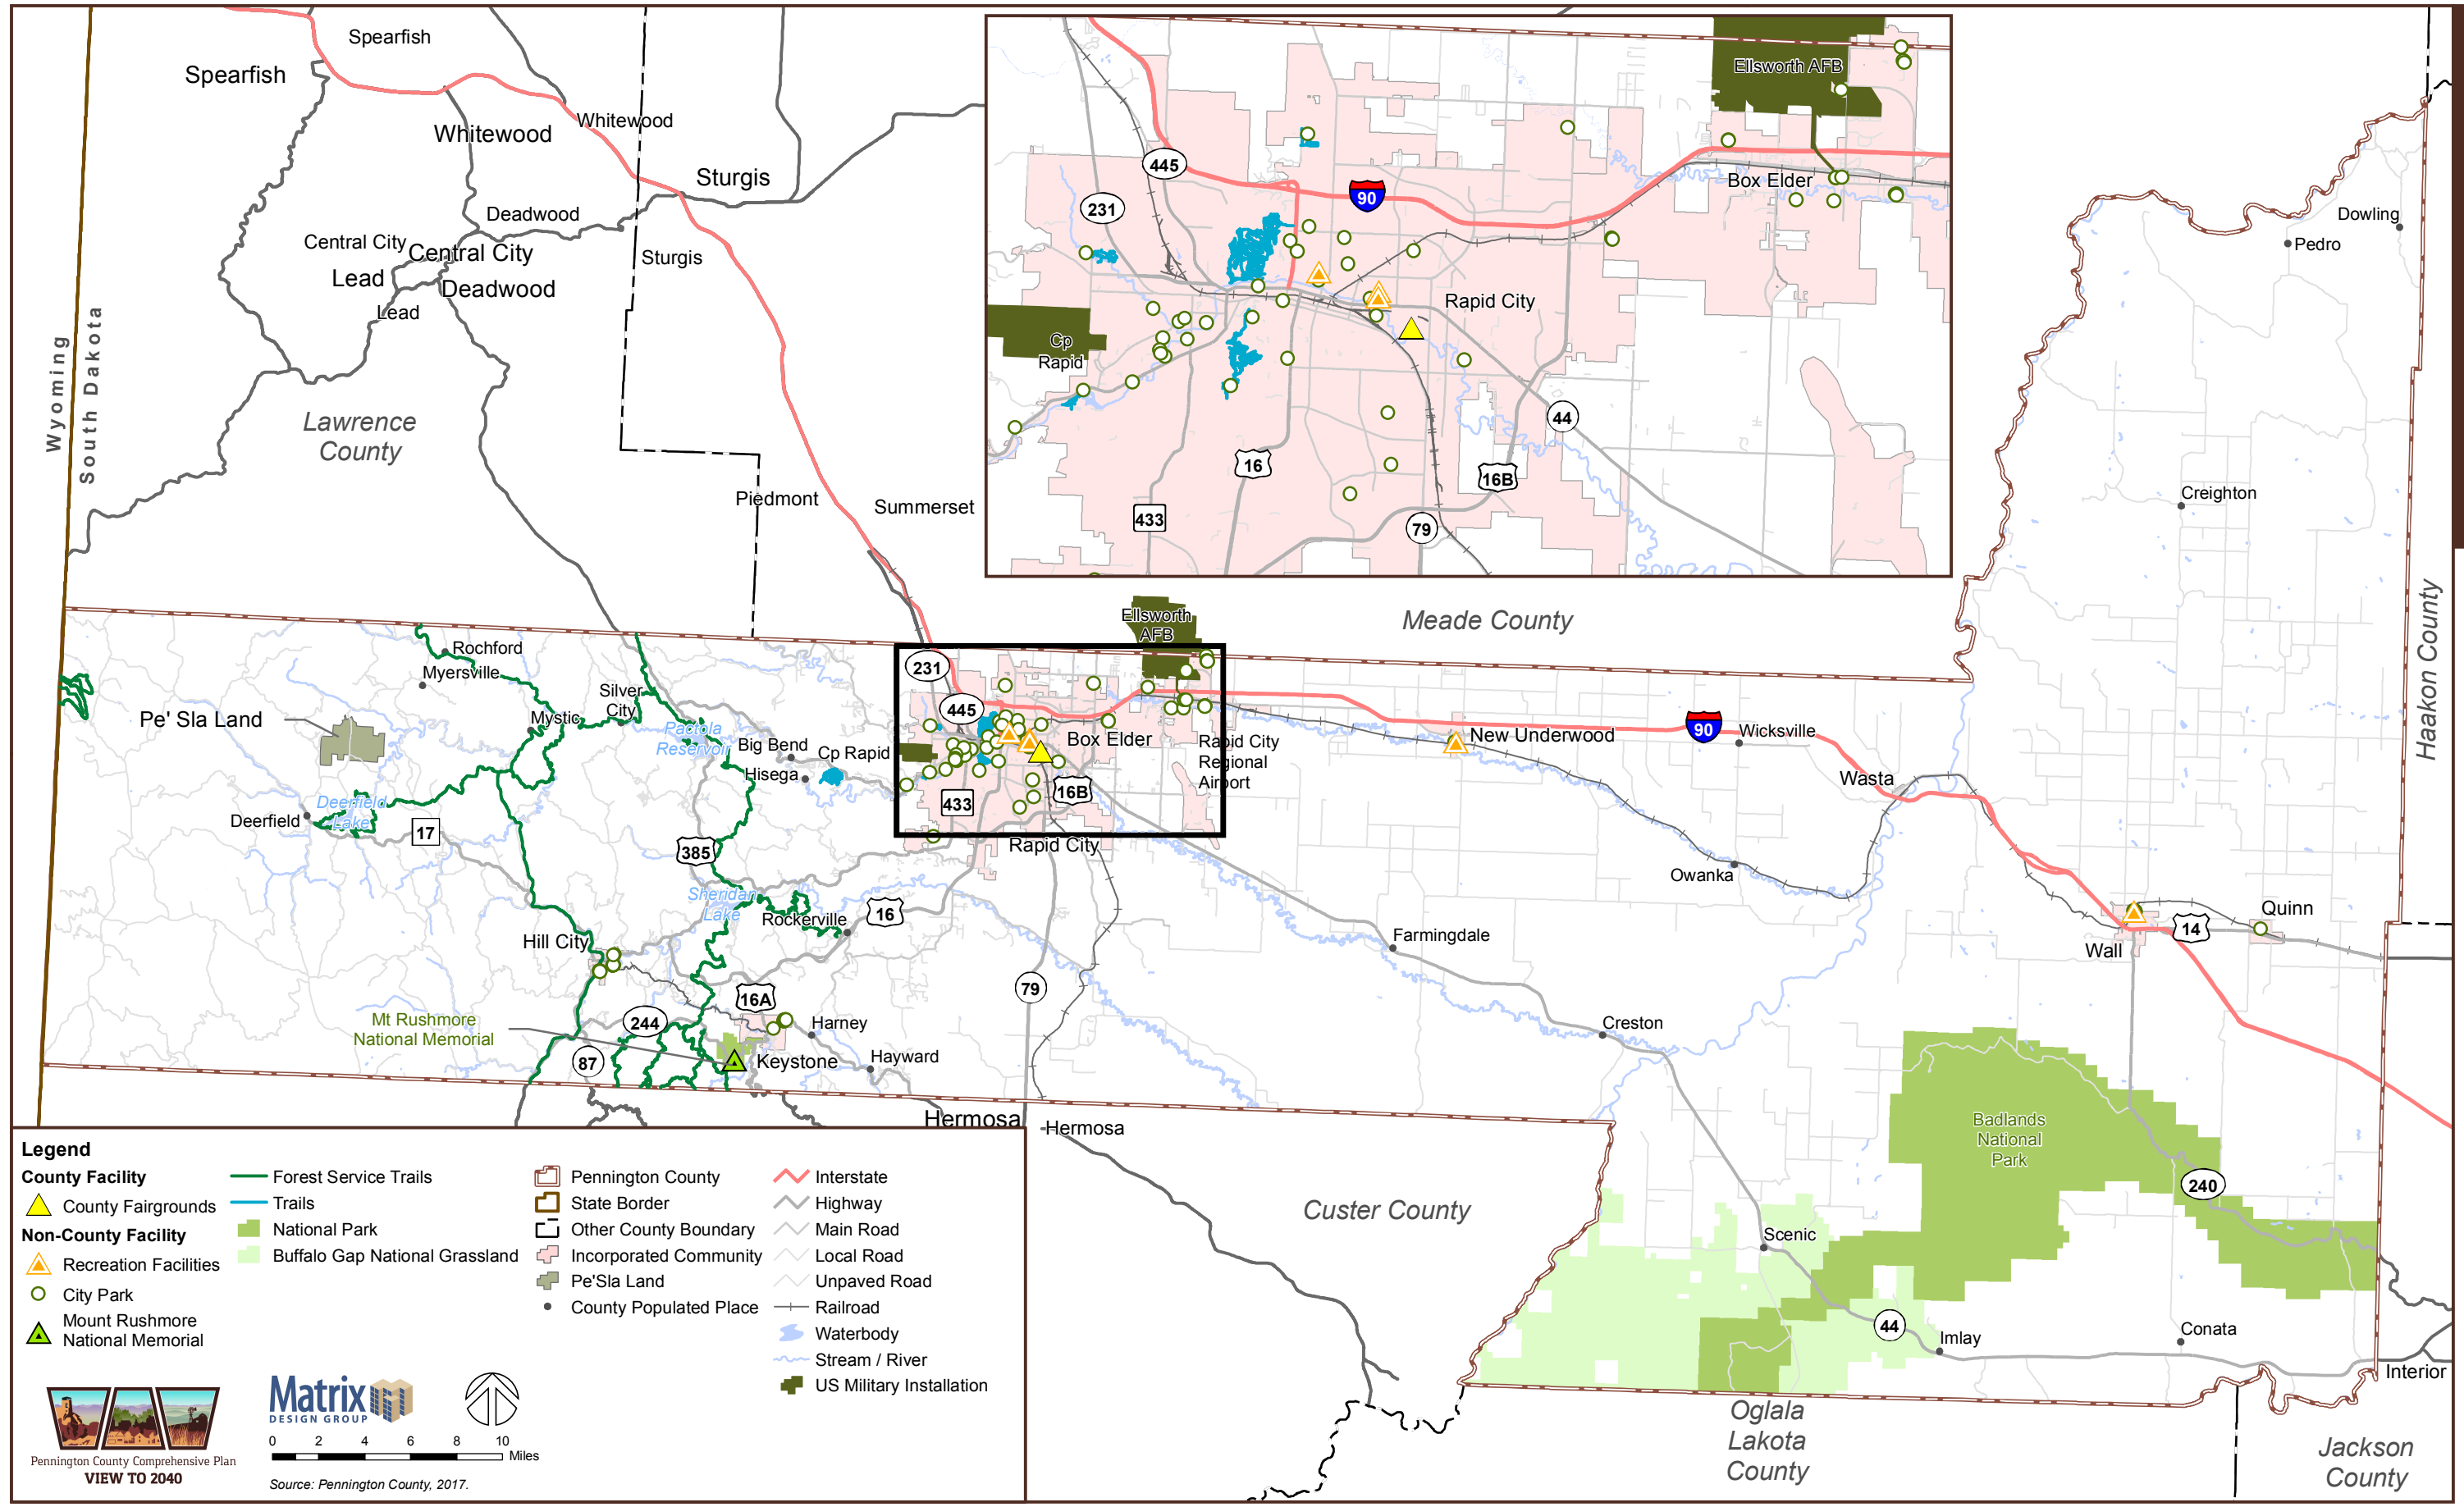 Spearfish
Spearfish
Whitewood
Whitewood
Sturgis
Deadwood
Central City
Central City
Sturgis
Lead
Deadwood
Lead
Wyoming
South Dakota
Lawrence
County
Piedmont
Summerset
Ellsworth AFB
445
90
231
Box Elder
Rapid City
Cp
Rapid
44
16
16B
433
79
Dowling
Pedro
Creighton
Haakon County
Meade County
Ellsworth
AFB
Rochford
Myersville
Silver
City
Pe' Sla Land
Mystic
Pactola
Reservoir
Big Bend
Cp Rapid
Hisega
Deerfield
Lake
Deerfield
17
385
231
445
Box Elder
433
16B
Rapid City
Rapid City
Regional
Airport
New Underwood
90
Wicksville
Wasta
Owanka
Sheridan
Lake
Rockerville
16
Hill City
Farmingdale
Quinn
14
Wall
79
16A
244
Mt Rushmore
National Memorial
Harney
87
Keystone
Hayward
Creston
Hermosa
Hermosa
Badlands
National
Park
240
Custer County
Scenic
44
Imlay
Conata
Interior
Oglala
Lakota
County
Jackson
County
Legend
County Facility
County Fairgrounds
Non-County Facility
Recreation Facilities
City Park
Mount Rushmore
National Memorial
Forest Service Trails
Trails
National Park
Buffalo Gap National Grassland
Pennington County
State Border
Other County Boundary
Incorporated Community
Pe'Sla Land
County Populated Place
Interstate
Highway
Main Road
Local Road
Unpaved Road
Railroad
Waterbody
Stream / River
US Military Installation
Pennington County Comprehensive Plan
VIEW TO 2040
Matrix
DESIGN GROUP
0 2 4 6 8 10
Miles
Source: Pennington County, 2017.